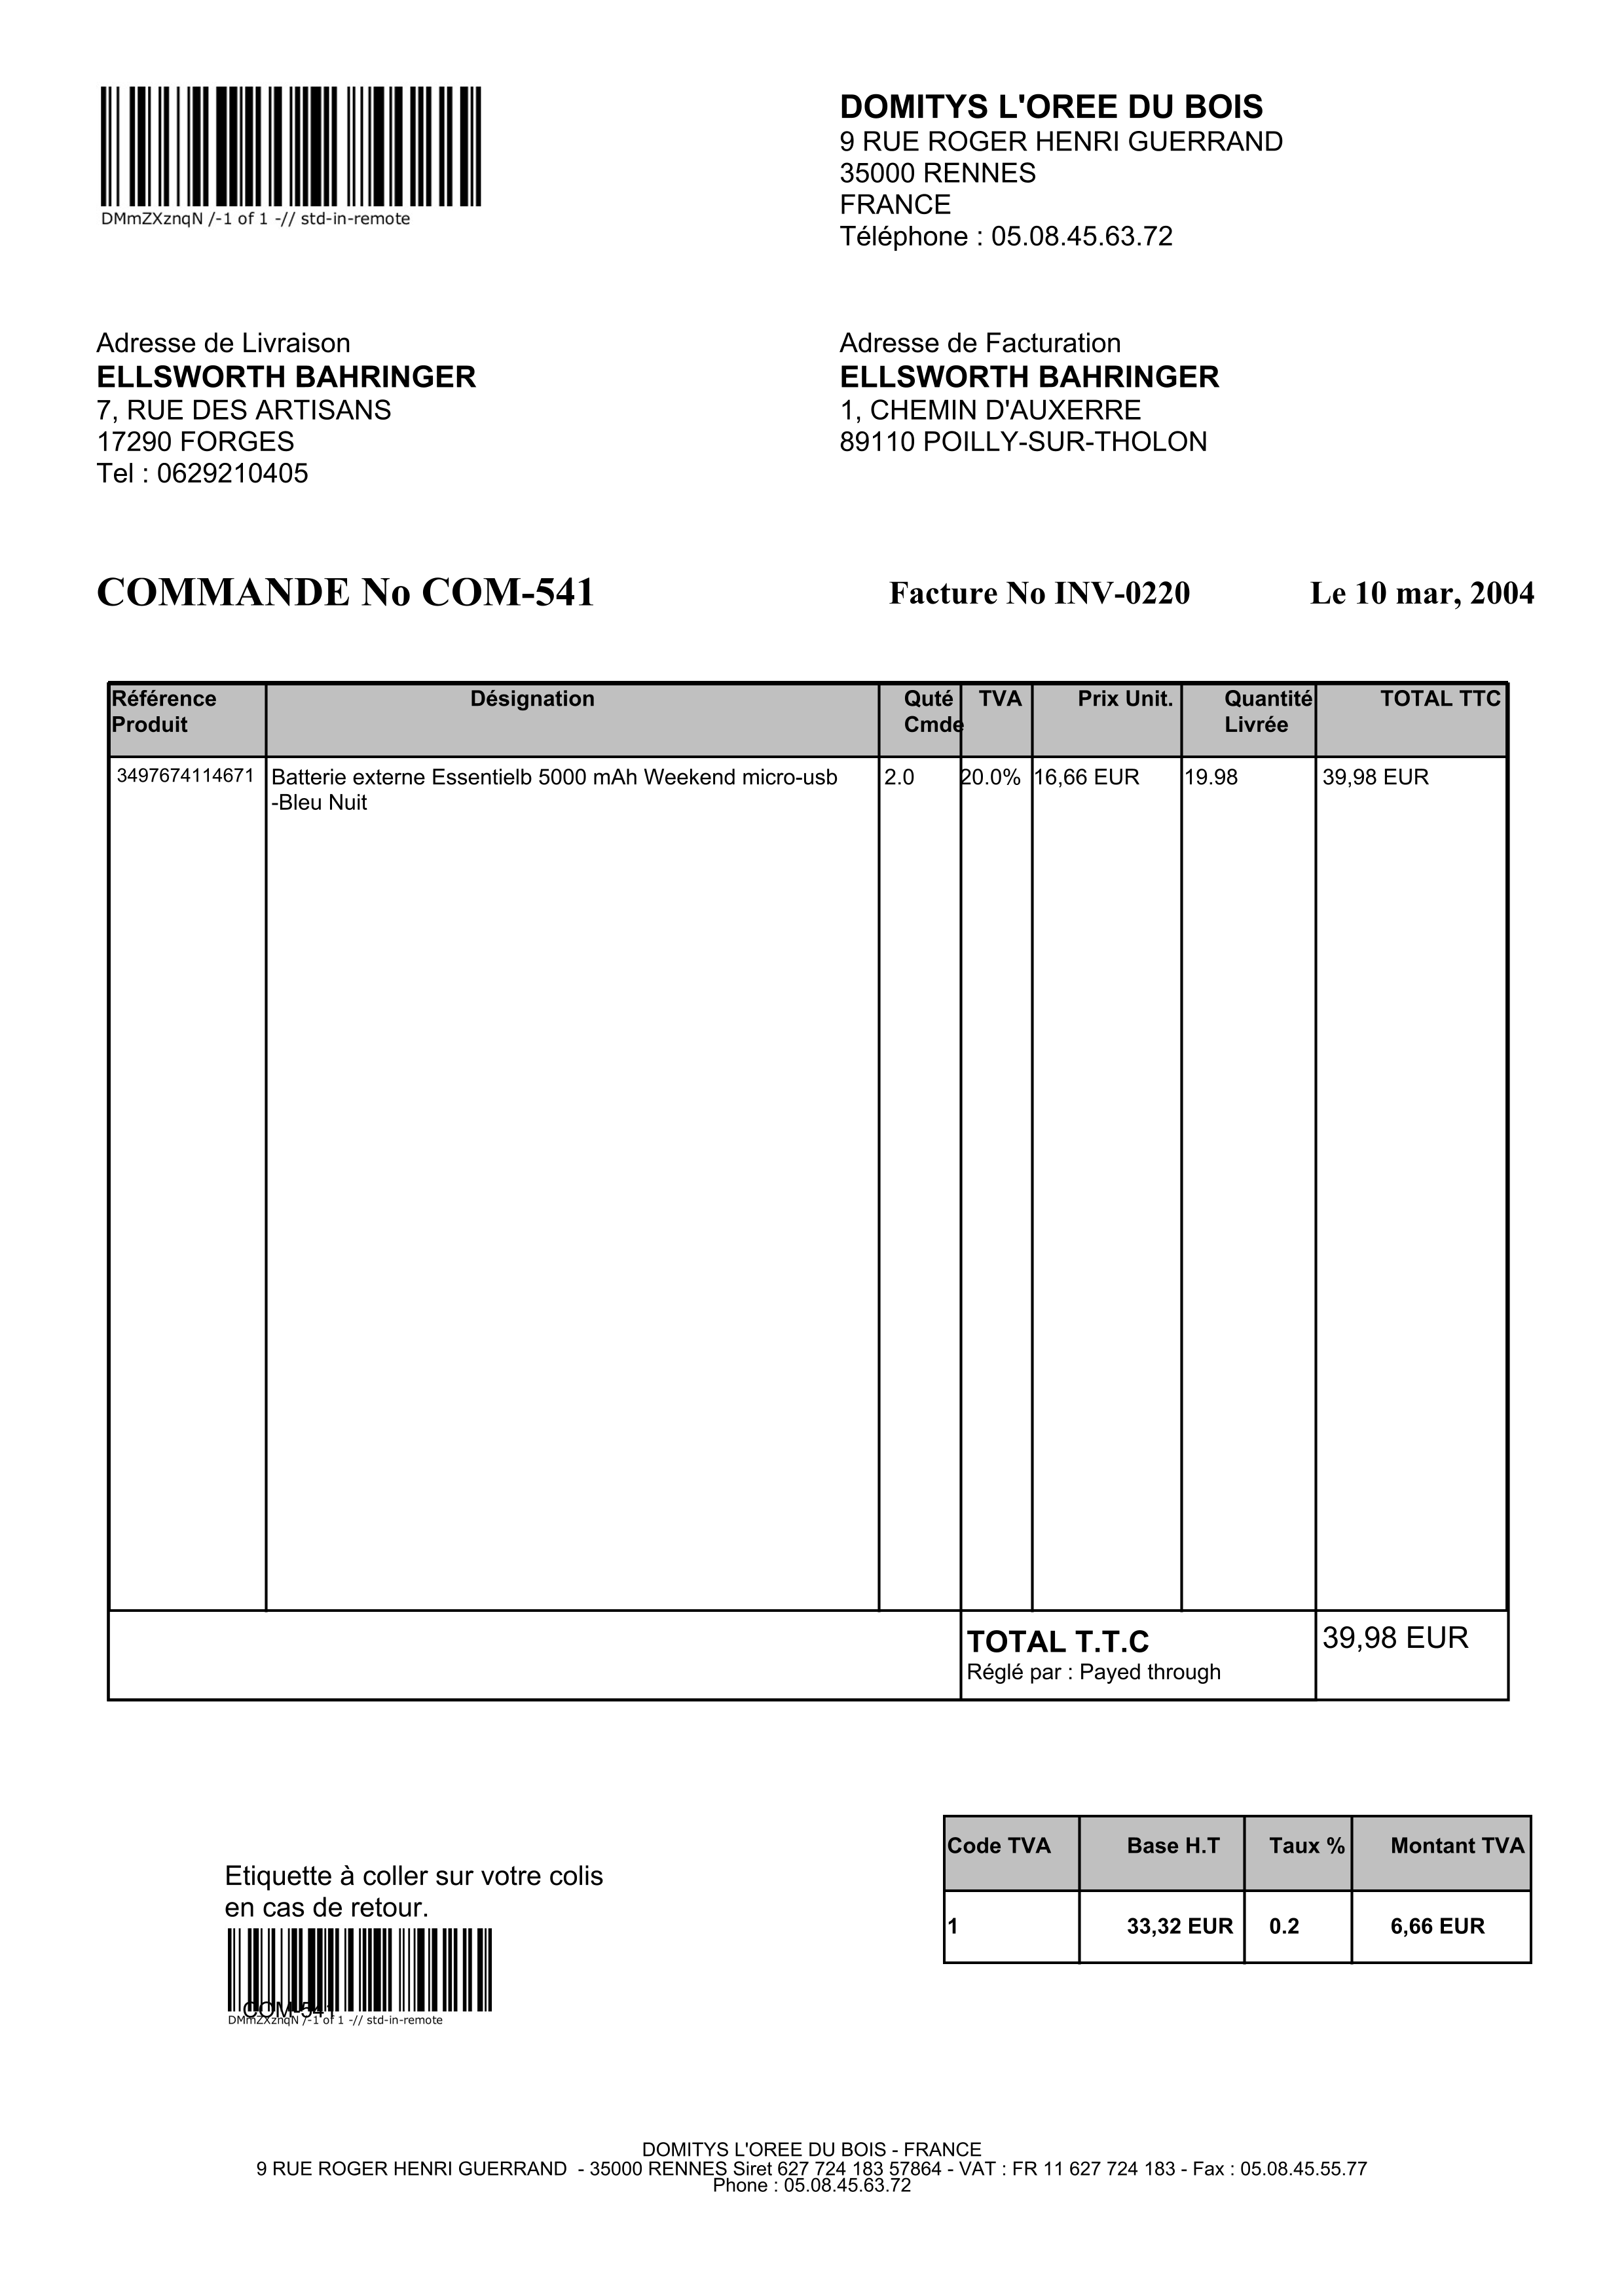 DMmZXznqN /-1 of 1 -// std-in-remote
DOMITYS L'OREE DU BOIS
9 RUE ROGER HENRI GUERRAND
35000 RENNES
FRANCE
Téléphone : 05.08.45.63.72
Adresse de Livraison
ELLSWORTH BAHRINGER
7, RUE DES ARTISANS
17290 FORGES
Tel : 0629210405
Adresse de Facturation
ELLSWORTH BAHRINGER
1, CHEMIN D'AUXERRE
89110 POILLY-SUR-THOLON
COMMANDE No COM-541 Facture No INV-0220 Le 10 mar, 2004
Référence Désignation Quté TVA Prix Unit. Quantité TOTAL TTC
Produit Cmde Livrée
3497674114671 Batterie externe Essentielb 5000 mAh Weekend micro-usb 2.0 20.0% 16,66 EUR 19.98 39,98 EUR
-Bleu Nuit
TOTAL T.T.C 39,98 EUR
Réglé par : Payed through
Code TVA Base H.T Taux % Montant TVA
1 33,32 EUR 0.2 6,66 EUR
Etiquette à coller sur votre colis
en cas de retour.
COM-541
DMmZXznqN /-1 of 1 -// std-in-remote
DOMITYS L'OREE DU BOIS - FRANCE
9 RUE ROGER HENRI GUERRAND - 35000 RENNES Siret 627 724 183 57864 - VAT : FR 11 627 724 183 - Fax : 05.08.45.55.77
Phone : 05.08.45.63.72